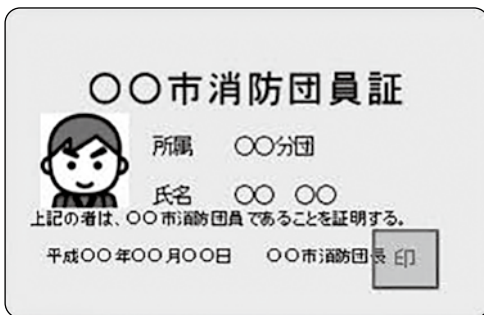 〇〇市消防団員証
所属 〇〇分団
氏名 〇〇 〇〇
上記の者は、〇〇市消防団員であることを証明する。
平成〇〇年〇〇月〇〇日 〇〇市消防団長 印